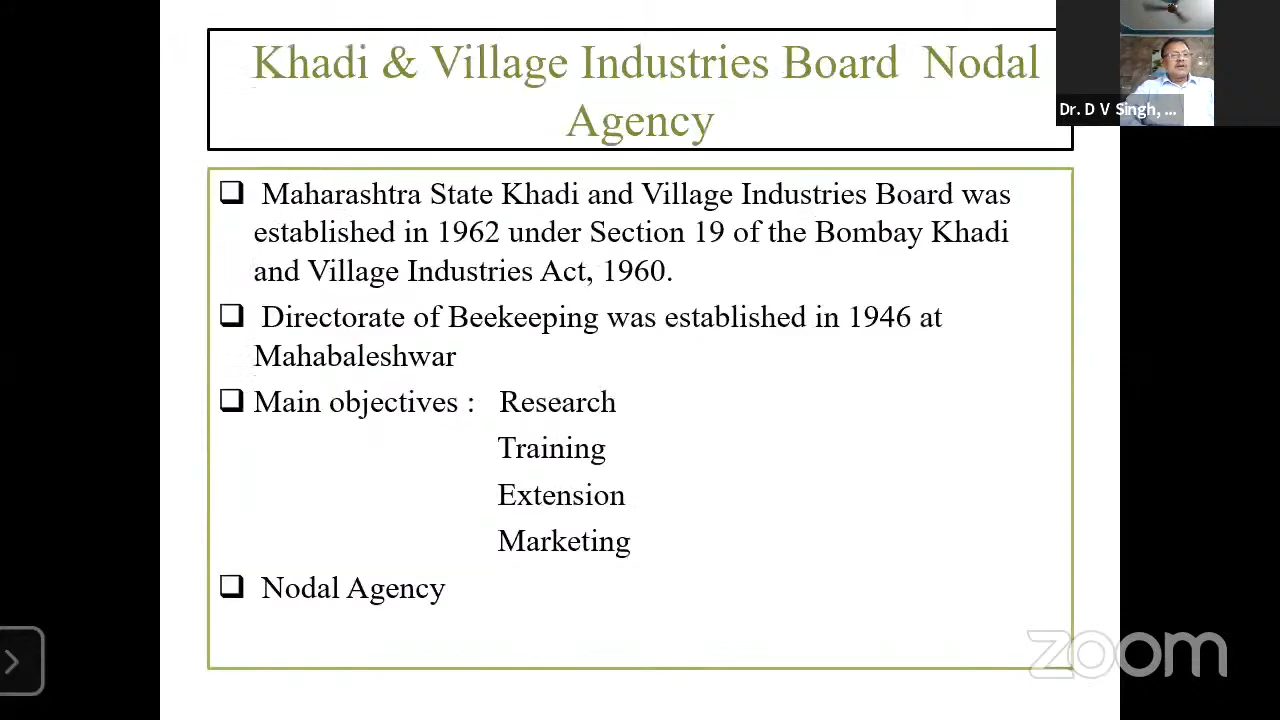 Khadi & Village Industries Board Nodal
Agency
Dr. D V Singh, ...
Maharashtra State Khadi and Village Industries Board was
established in 1962 under Section 19 of the Bombay Khadi
and Village Industries Act, 1960.
Directorate of Beekeeping was established in 1946 at
Mahabaleshwar
Main objectives : Research
Training
Extension
Marketing
Nodal Agency
zoom